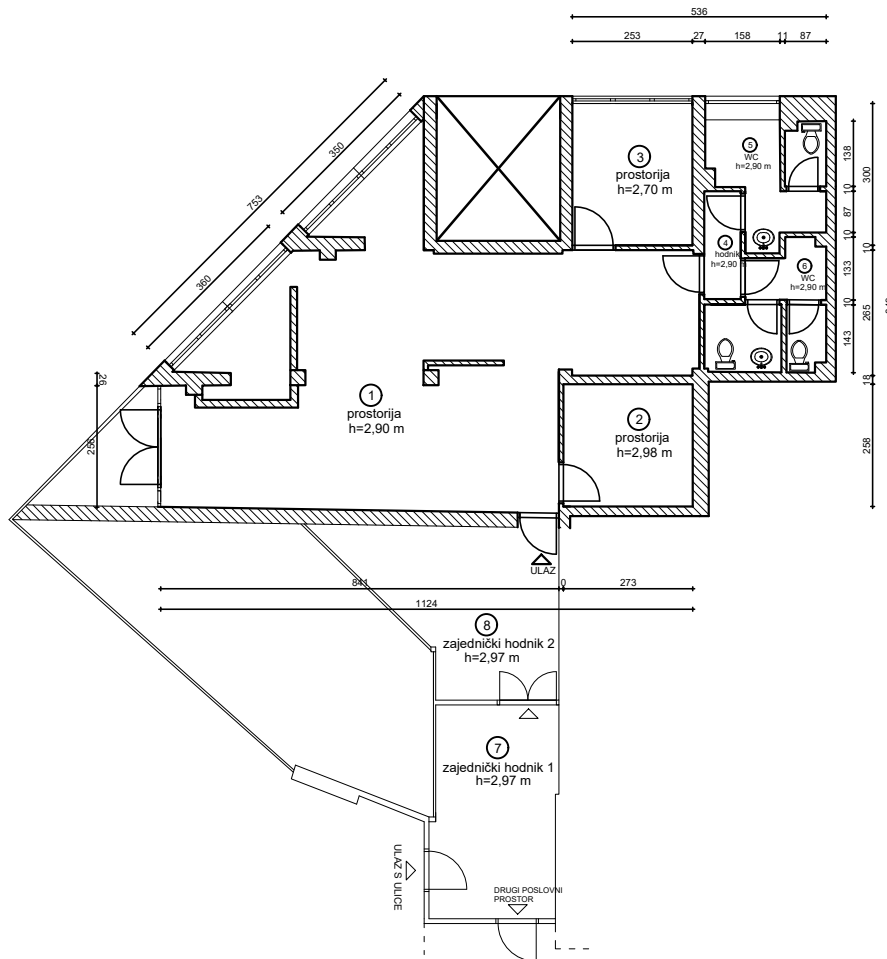 536
253
27
158
11
87
350
753
360
3
prostorija
h=2,70 m
5
WC
h=2,90 m
138
10
300
87
10
10
4
hodnik
h=2,90
6
WC
h=2,90 m
133
10
265
143
18
258
26
256
1
prostorija
h=2,90 m
2
prostorija
h=2,98 m
ULAZ
841
0
273
1124
8
zajednički hodnik 2
h=2,97 m
7
zajednički hodnik 1
h=2,97 m
ULAZ S ULICE
DRUGI POSLOVNI
PROSTOR